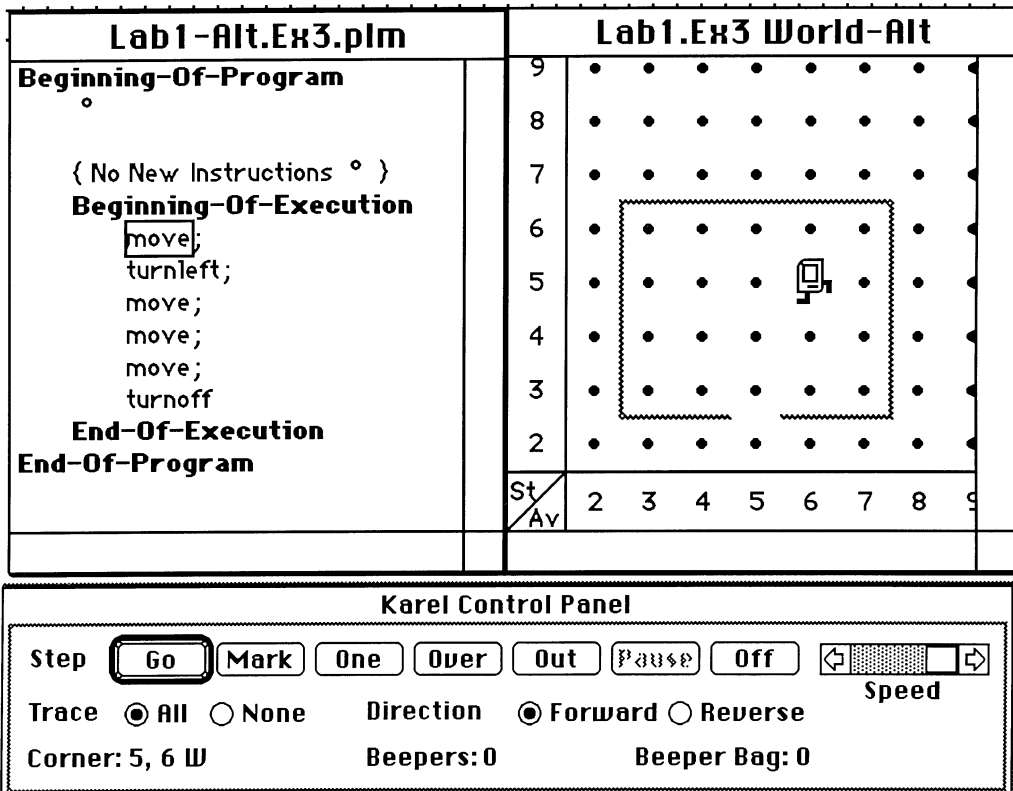 Lab1-Alt.Ex3.plm
Beginning-Of-Program
{ No New Instructions ° }
Beginning-Of-Execution
move;
turnleft;
move;
move;
move;
turnoff
End-Of-Execution
End-Of-Program
Lab1.Ex3 World-Alt
9
8
7
6
5
4
3
2
St/Av 2 3 4 5 6 7 8 9
Karel Control Panel
Step Go Mark One Over Out Pause Off
Speed
Trace All None Direction Forward Reverse
Corner: 5, 6 W Beepers: 0 Beeper Bag: 0